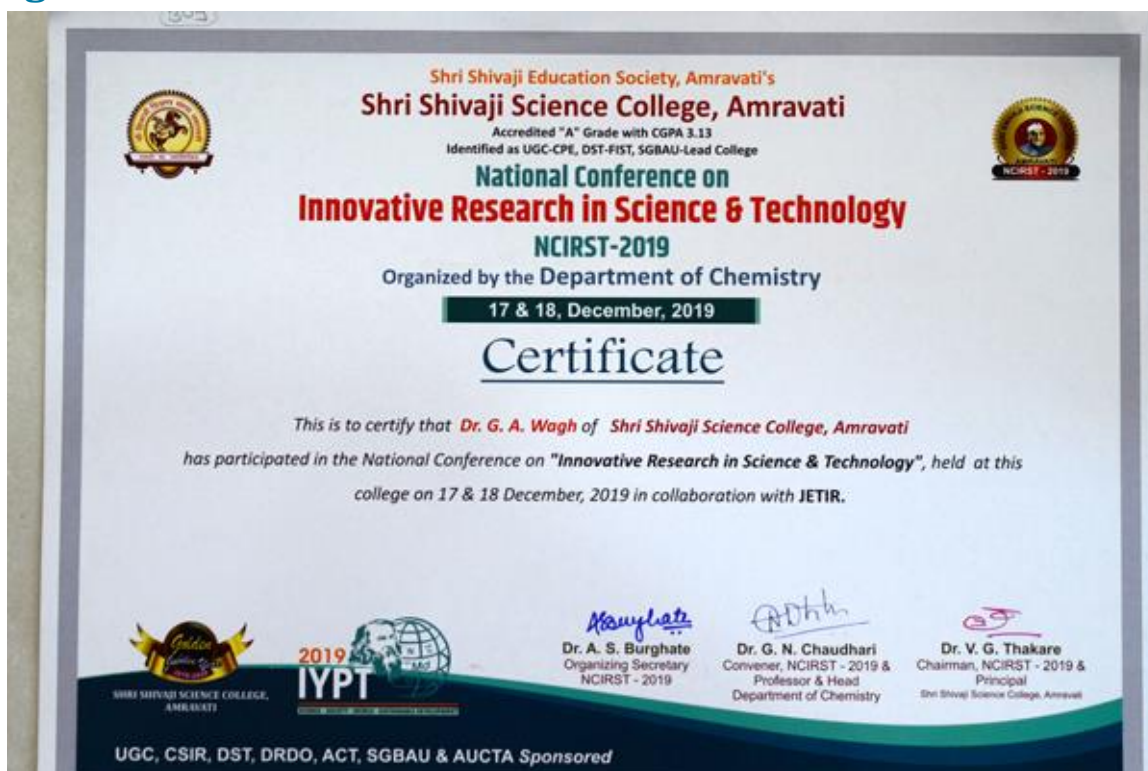 305
Shri Shivaji Education Society, Amravati's
Shri Shivaji Science College, Amravati
Accredited "A" Grade with CGPA 3.13
Identified as UGC-CPE, DST-FIST, SGBAU-Lead College
National Conference on
Innovative Research in Science & Technology
NCIRST-2019
Organized by the Department of Chemistry
17 & 18, December, 2019
NCIRST - 2019
Certificate
This is to certify that Dr. G. A. Wagh of Shri Shivaji Science College, Amravati
has participated in the National Conference on "Innovative Research in Science & Technology", held at this
college on 17 & 18 December, 2019 in collaboration with JETIR.
Golden
SHRI SHIVAJI SCIENCE COLLEGE,
AMRAVATI
2019
IYPT
Md
Dr. A. S. Burghate
Organizing Secretary
NCIRST - 2019
Dr. G. N. Chaudhari
Convener, NCIRST - 2019 &
Professor & Head
Department of Chemistry
Dr. V. G. Thakare
Chairman, NCIRST - 2019 &
Principal
Shri Shivaji Science College, Amravati
UGC, CSIR, DST, DRDO, ACT, SGBAU & AUCTA Sponsored